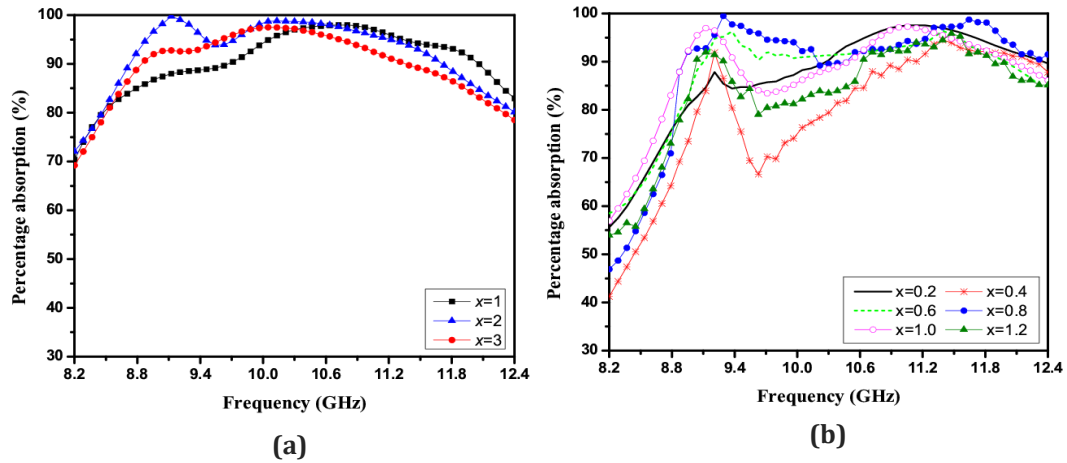 100
90
80
70
60
50
40
30
Percentage absorption (%)
x=1
x=2
x=3
8.2 8.8 9.4 10.0 10.6 11.2 11.8 12.4
Frequency (GHz)
(a)
100
90
80
70
60
50
40
30
Percentage absorption (%)
x=0.2 x=0.4
x=0.6 x=0.8
x=1.0 x=1.2
8.2 8.8 9.4 10.0 10.6 11.2 11.8 12.4
Frequency (GHz)
(b)